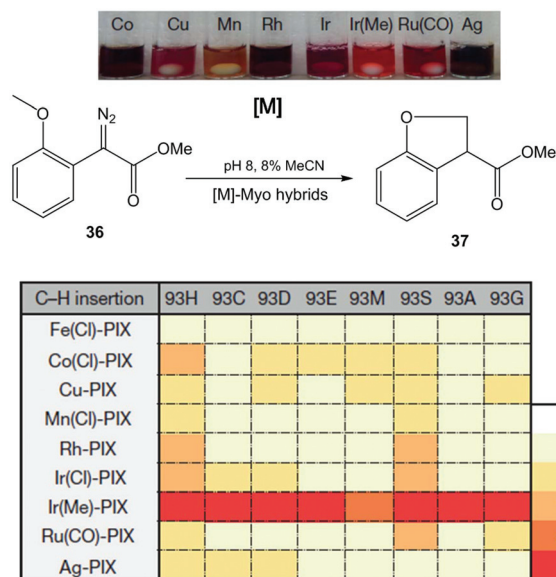 Co Cu Mn Rh Ir Ir(Me) Ru(CO) Ag
[M]
O
N₂
OMe
O
36
pH 8, 8% MeCN
[M]-Myo hybrids
O
OMe
O
37
C–H insertion 93H 93C 93D 93E 93M 93S 93A 93G
Fe(Cl)-PIX
Co(Cl)-PIX
Cu-PIX
Mn(Cl)-PIX
Rh-PIX
Ir(Cl)-PIX
Ir(Me)-PIX
Ru(CO)-PIX
Ag-PIX